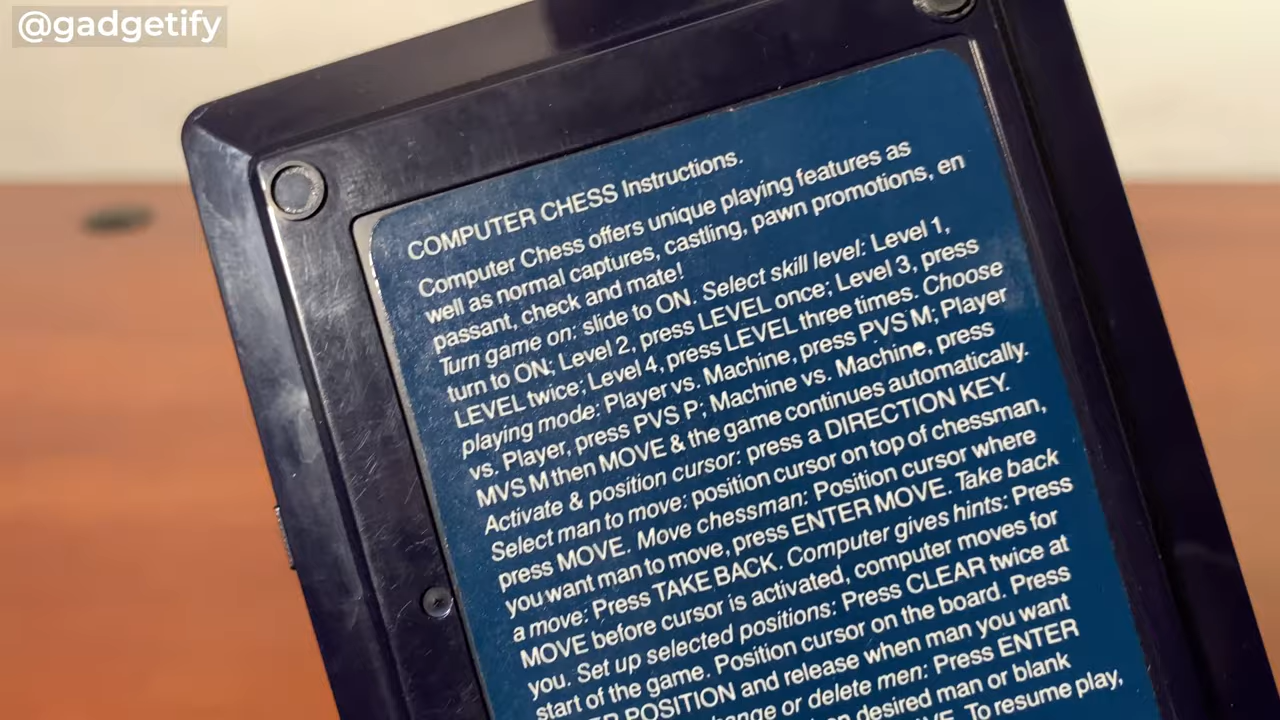 @gadgetify
COMPUTER CHESS Instructions.
Computer Chess offers unique playing features as
well as normal captures, castling, pawn promotions, en
passant, check and mate!
Turn game on: slide to ON. Select skill level: Level 1,
turn to ON; Level 2, press LEVEL once; Level 3, press
LEVEL twice; Level 4, press LEVEL three times. Choose
playing mode: Player vs. Machine, press PVS M; Player
vs. Player, press PVS P; Machine vs. Machine, press
MVS M then MOVE & the game continues automatically.
Activate & position cursor: press a DIRECTION KEY.
Select man to move: position cursor on top of chessman,
press MOVE. Move chessman: Position cursor where
you want man to move, press ENTER MOVE. Take back
a move: Press TAKE BACK. Computer gives hints: Press
MOVE before cursor is activated, computer moves for
you. Set up selected positions: Press CLEAR twice at
start of the game. Position cursor on the board. Press
POSITION and release when man you want
or delete men: Press ENTER
desired man or blank
To resume play,